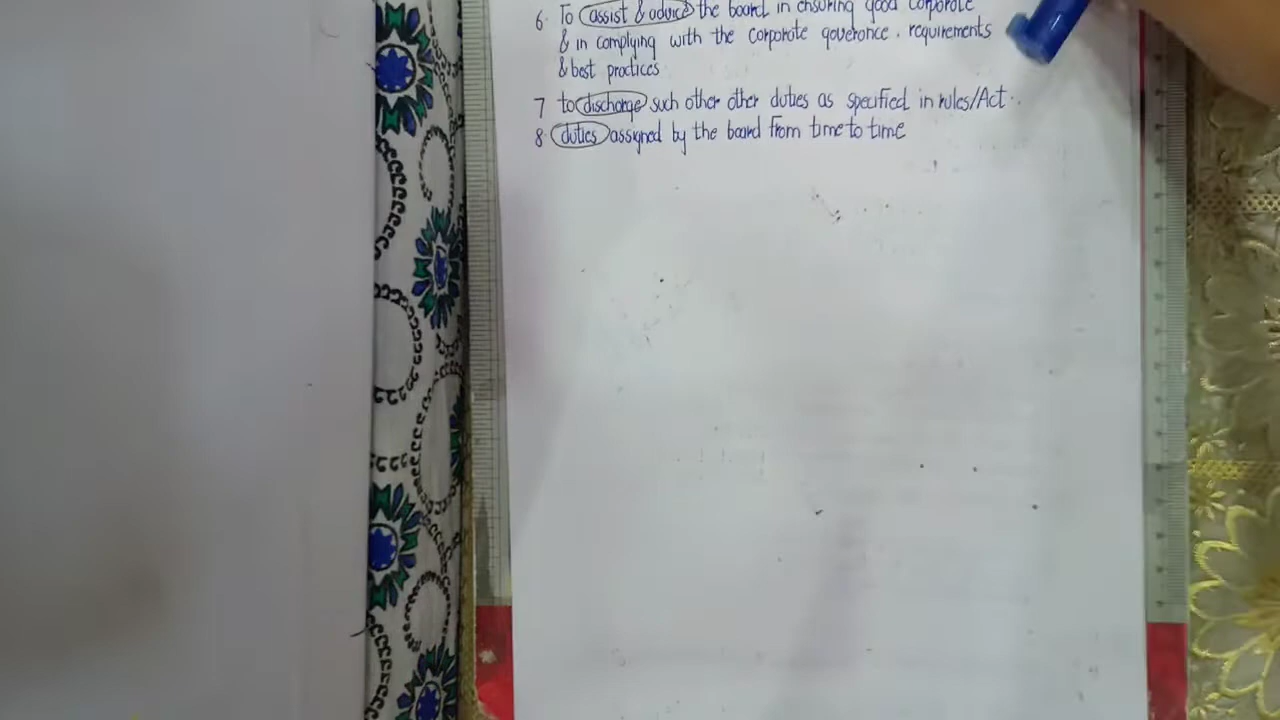 6. To assist & advice the board in ensuring good corporate
& in complying with the corporate goverance. requirements
& best practices
7 to discharge such other other duties as specified in rules/Act.
8 duties assigned by the board from time to time